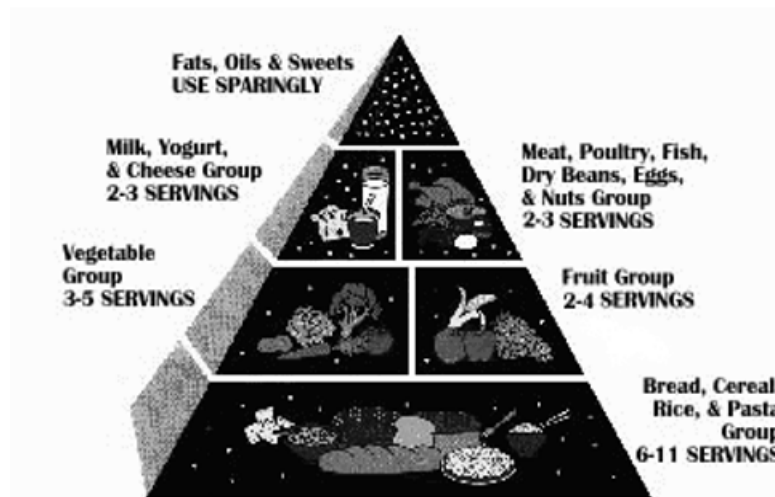 Fats, Oils & Sweets
USE SPARINGLY
Milk, Yogurt,
& Cheese Group
2-3 SERVINGS
Meat, Poultry, Fish,
Dry Beans, Eggs,
& Nuts Group
2-3 SERVINGS
Vegetable
Group
3-5 SERVINGS
Fruit Group
2-4 SERVINGS
Bread, Cereal,
Rice, & Pasta
Group
6-11 SERVINGS